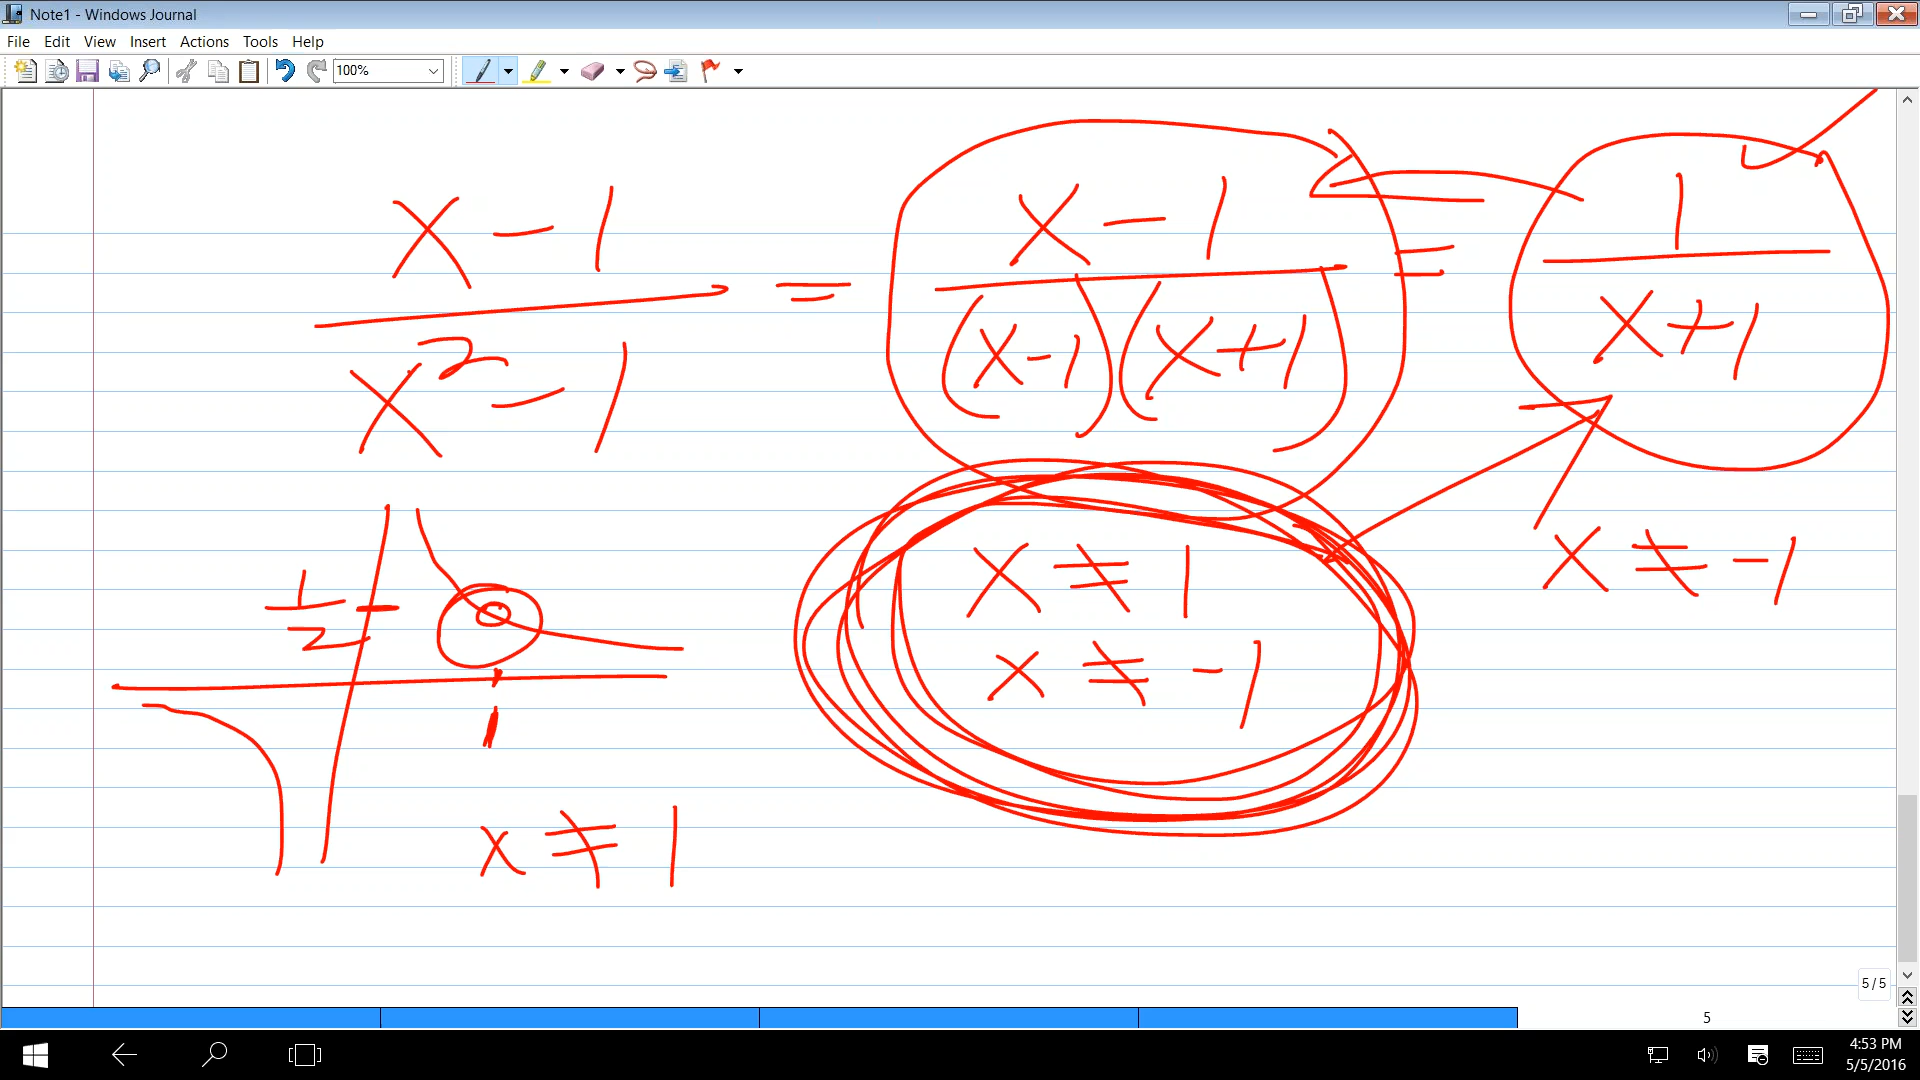 Note1 - Windows Journal
File Edit View Insert Actions Tools Help
100%
x - 1
x² - 1
=
x - 1
(x - 1)(x + 1)
=
1
x + 1
1
2
1
x ≠ 1
x ≠ -1
x ≠ -1
x ≠ 1
5 / 5
5
4:53 PM
5/5/2016